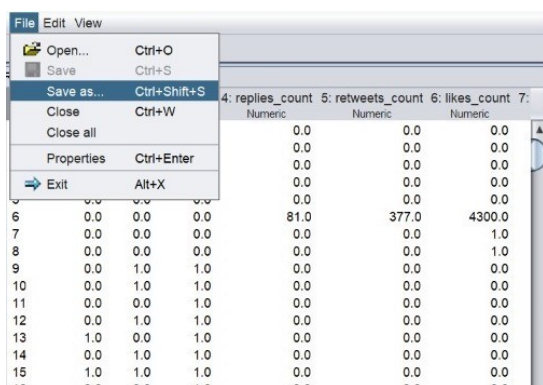 File Edit View
Open... Ctrl+O
Save Ctrl+S
Save as... Ctrl+Shift+S
Close Ctrl+W
Close all
Properties Ctrl+Enter
Exit Alt+X
4: replies_count 5: retweets_count 6: likes_count 7:
Numeric Numeric Numeric
0.0 0.0 0.0
0.0 0.0 0.0
0.0 0.0 0.0
0.0 0.0 0.0
0.0 0.0 0.0
6 0.0 0.0 0.0 81.0 377.0 4300.0
7 0.0 0.0 0.0 0.0 0.0 1.0
8 0.0 0.0 0.0 0.0 0.0 1.0
9 0.0 1.0 1.0 0.0 0.0 0.0
10 0.0 1.0 1.0 0.0 0.0 0.0
11 0.0 0.0 1.0 0.0 0.0 0.0
12 0.0 1.0 1.0 0.0 0.0 0.0
13 1.0 0.0 1.0 0.0 0.0 0.0
14 0.0 1.0 1.0 0.0 0.0 0.0
15 1.0 1.0 1.0 0.0 0.0 0.0